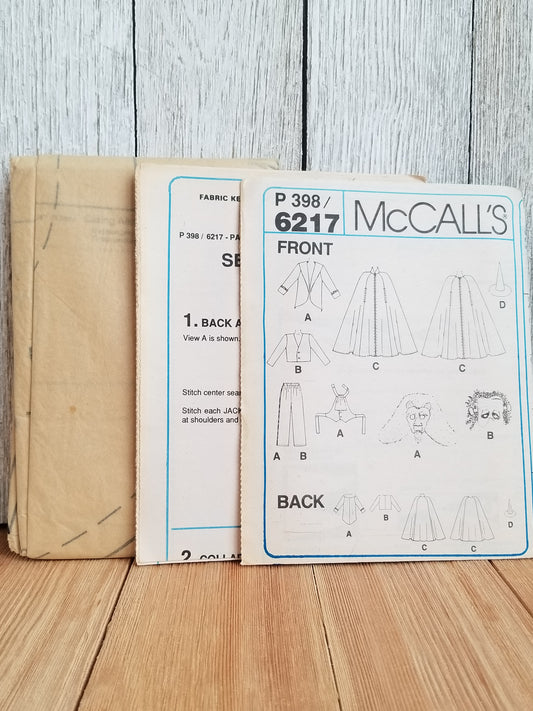 FABRIC KE
P 398 / 6217 - PA
SE
1. BACK A
View A is shown.
Stitch center sea
Stitch each JACK
at shoulders and
2. COLLAR
P 398 /
6217
McCALL'S®
FRONT
A
C
D
B
C
A B
A
A
B
BACK
A
B
C
C
D